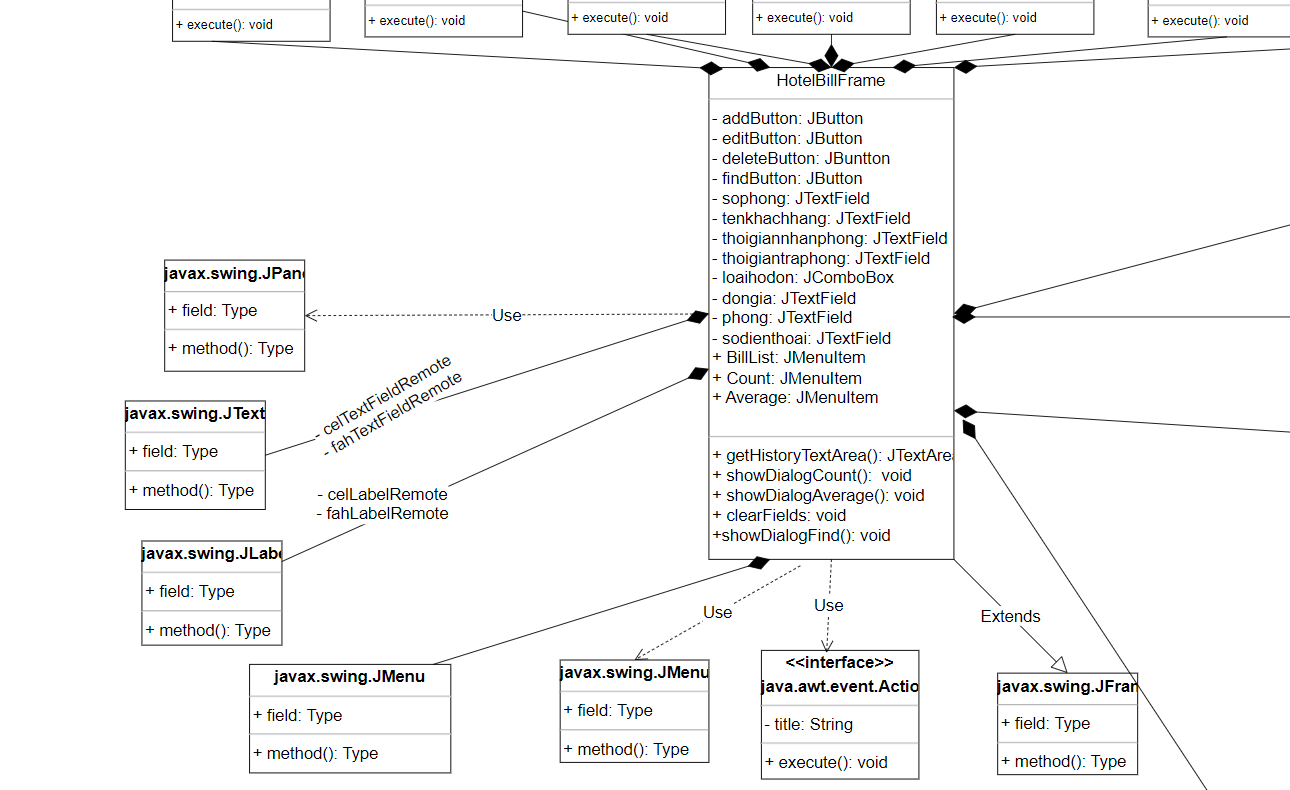 + execute(): void
+ execute(): void
+ execute(): void
+ execute(): void
+ execute(): void
+ execute(): void
HotelBillFrame
- addButton: JButton
- editButton: JButton
- deleteButton: JBuntton
- findButton: JButton
- sophong: JTextField
- tenkhachhang: JTextField
- thoigiannhanphong: JTextField
- thoigiantraphong: JTextField
- loaihodon: JComboBox
- dongia: JTextField
- phong: JTextField
- sodienthoai: JTextField
+ BillList: JMenuItem
+ Count: JMenuItem
+ Average: JMenuItem
+ getHistoryTextArea(): JTextArea
+ showDialogCount():  void
+ showDialogAverage(): void
+ clearFields: void
+showDialogFind(): void
javax.swing.JPan
+ field: Type
+ method(): Type
Use
- celTextFieldRemote
- fahTextFieldRemote
javax.swing.JText
+ field: Type
+ method(): Type
- celLabelRemote
- fahLabelRemote
javax.swing.JLabe
+ field: Type
+ method(): Type
javax.swing.JMenu
+ field: Type
+ method(): Type
Use
javax.swing.JMenu
+ field: Type
+ method(): Type
Use
<<interface>>
java.awt.event.Actio
- title: String
+ execute(): void
Extends
javax.swing.JFram
+ field: Type
+ method(): Type